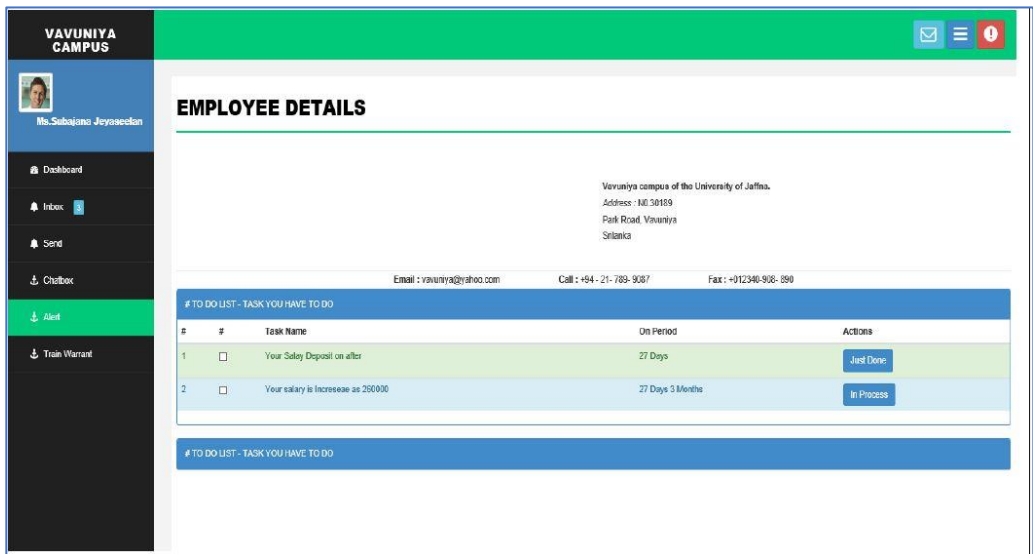 VAVUNIYA
CAMPUS
Ms.Subajana Jeyaseelan
Dashboard
Inbox 3
Send
Chatbox
Alert
Train Warrant
EMPLOYEE DETAILS
Vavuniya campus of the University of Jaffna.
Address : N0.30189
Park Road, Vavuniya
Srilanka
Email : vavuniya@yahoo.com Call : +94 - 21- 789- 9087 Fax : +012340-908- 890
# TO DO LIST - TASK YOU HAVE TO DO
# # Task Name On Period Actions
1 Your Salay Deposit on after 27 Days Just Done
2 Your salary is Increseae as 260000 27 Days 3 Months In Process
# TO DO LIST - TASK YOU HAVE TO DO